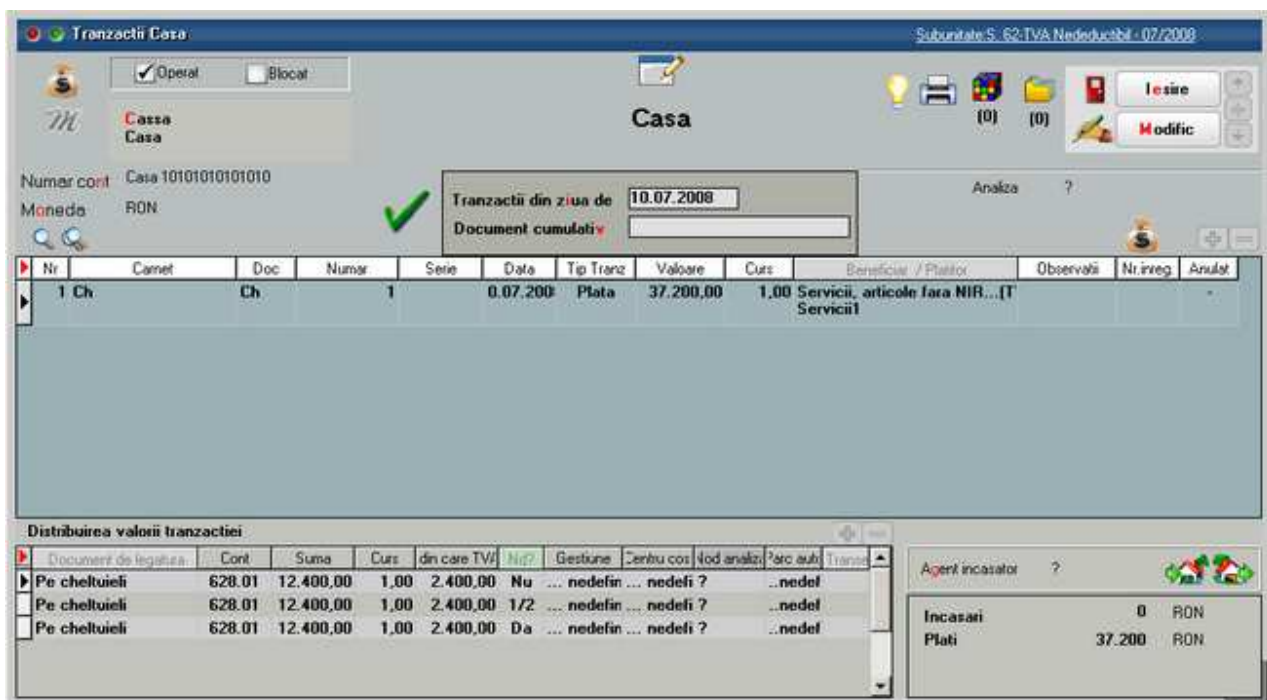 Tranzactii Casa Subunitate:S. 62-TVA Nedeductibil - 07/2008
Operat Blocat
Iesire
Cassa
Casa
Casa
(0) (0)
Modific
Numar cont Casa 10101010101010
Moneda RON
Tranzactii din ziua de 10.07.2008
Document cumulativ
Analiza ?
Nr Carnet Doc Numar Serie Data Tip Tranz Valoare Curs Beneficiar / Platitor Observatii Nr.inreg Anulat
1 Ch Ch 1 0.07.200 Plata 37.200,00 1,00 Servicii, articole fara NIR...(T -
Servicii1
Distribuirea valorii tranzactiei
Document de legatura Cont Suma Curs din care TVA Nd? Gestiune Centru cos Nod analiza Parc auto Transe
Pe cheltuieli 628.01 12.400,00 1,00 2.400,00 Nu ... nedefin ... nedefi ? ..nedef
Pe cheltuieli 628.01 12.400,00 1,00 2.400,00 1/2 ... nedefin ... nedefi ? ..nedef
Pe cheltuieli 628.01 12.400,00 1,00 2.400,00 Da ... nedefin ... nedefi ? ..nedef
Agent incasator ?
Incasari 0 RON
Plati 37.200 RON